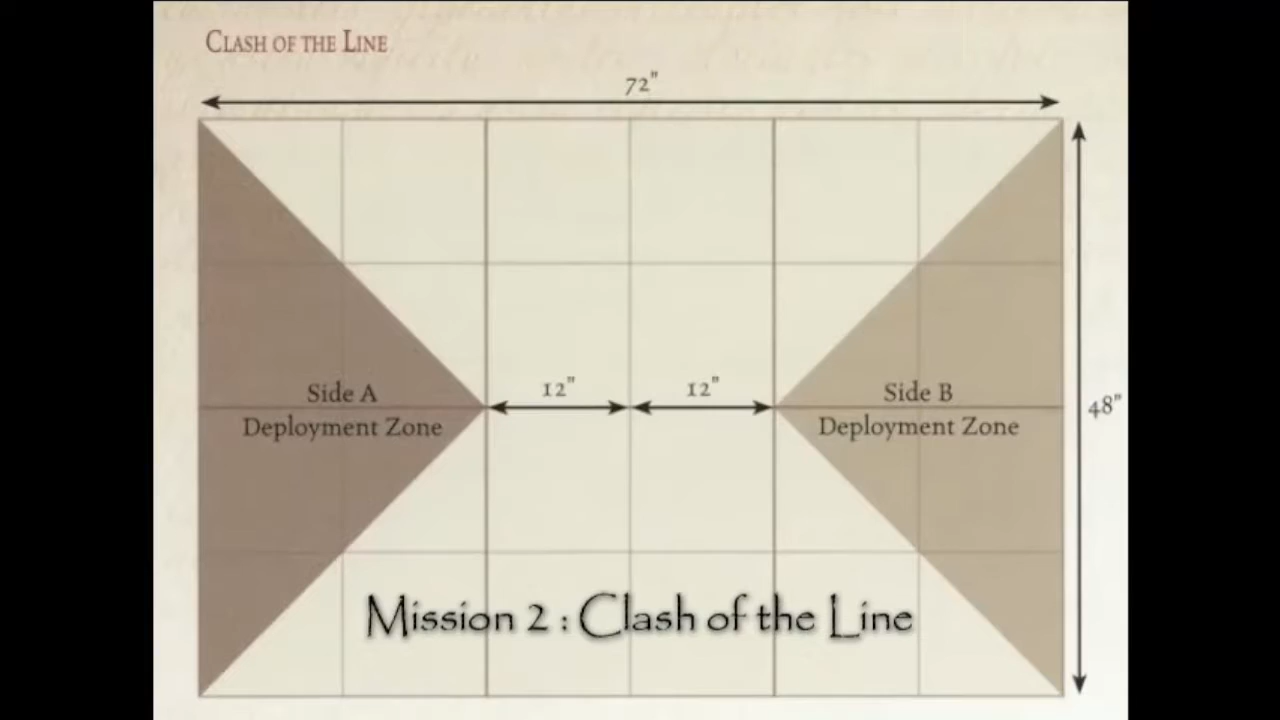 CLASH OF THE LINE
72"
12" 12"
Side A Side B
48"
Deployment Zone Deployment Zone
Mission 2 : Clash of the Line